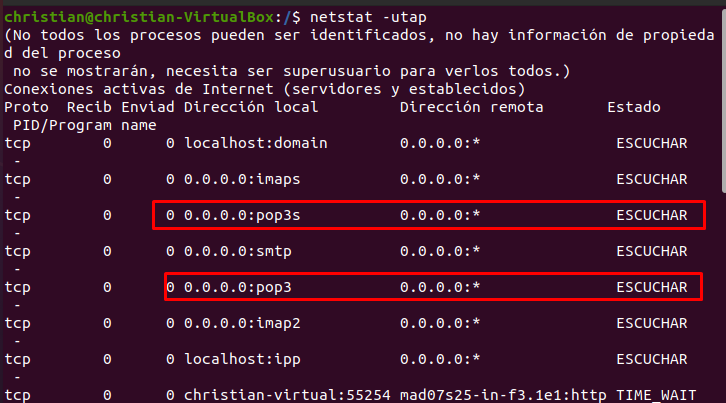 christian@christian-VirtualBox:/$ netstat -utap
(No todos los procesos pueden ser identificados, no hay información de propieda
d del proceso
 no se mostrarán, necesita ser superusuario para verlos todos.)
Conexiones activas de Internet (servidores y establecidos)
Proto  Recib Enviad Dirección local         Dirección remota        Estado
 PID/Program name
tcp        0      0 localhost:domain        0.0.0.0:*               ESCUCHAR
 -
tcp        0      0 0.0.0.0:imaps           0.0.0.0:*               ESCUCHAR
 -
tcp        0      0 0.0.0.0:pop3s           0.0.0.0:*               ESCUCHAR
 -
tcp        0      0 0.0.0.0:smtp            0.0.0.0:*               ESCUCHAR
 -
tcp        0      0 0.0.0.0:pop3            0.0.0.0:*               ESCUCHAR
 -
tcp        0      0 0.0.0.0:imap2           0.0.0.0:*               ESCUCHAR
 -
tcp        0      0 localhost:ipp           0.0.0.0:*               ESCUCHAR
 -
tcp        0      0 christian-virtual:55254 mad07s25-in-f3.1e1:http TIME_WAIT